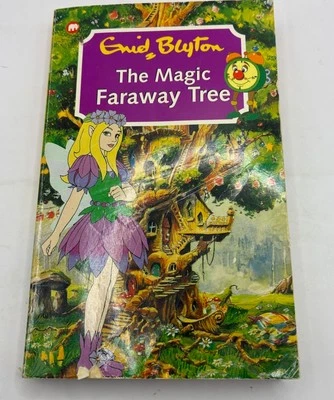 Enid Blyton
The Magic
Faraway Tree